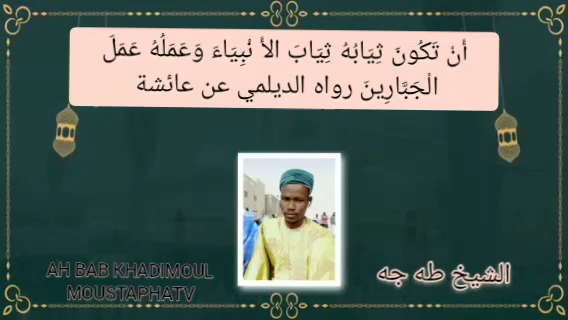 أَنْ تَكُونَ ثِيَابُهُ ثِيَابَ الأَ نْبِيَاءَ وَعَمَلُهُ عَمَلَ
الْجَبَّارِينَ رواه الديلمي عن عائشة
الشيخ طه جه
AH BAB KHADIMOUL
MOUSTAPHATV